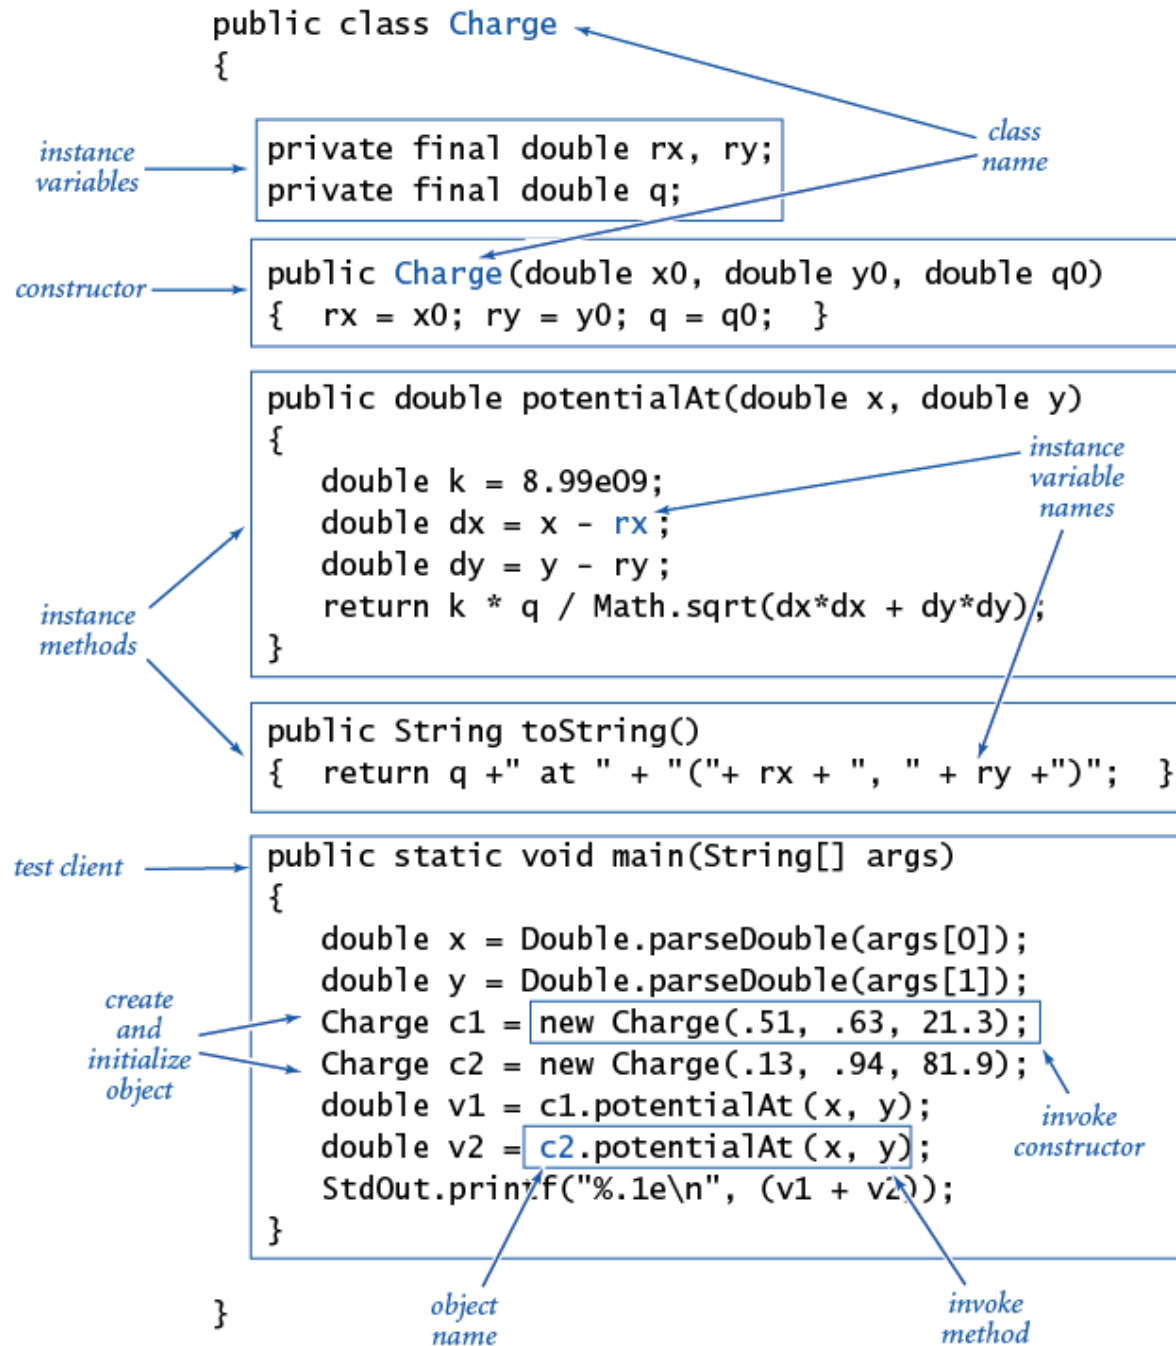 public class Charge
{
class
name
instance
variables
private final double rx, ry;
private final double q;
constructor
public Charge(double x0, double y0, double q0)
{ rx = x0; ry = y0; q = q0; }
instance
methods
public double potentialAt(double x, double y)
{
double k = 8.99e09;
double dx = x - rx;
double dy = y - ry;
return k * q / Math.sqrt(dx*dx + dy*dy);
}
instance
variable
names
public String toString()
{ return q +" at " + "("+ rx + ", " + ry +")"; }
test client
public static void main(String[] args)
{
double x = Double.parseDouble(args[0]);
double y = Double.parseDouble(args[1]);
Charge c1 = new Charge(.51, .63, 21.3);
Charge c2 = new Charge(.13, .94, 81.9);
double v1 = c1.potentialAt(x, y);
double v2 = c2.potentialAt(x, y);
StdOut.printf("%.1e\n", (v1 + v2));
}
create
and
initialize
object
invoke
constructor
}
object
name
invoke
method